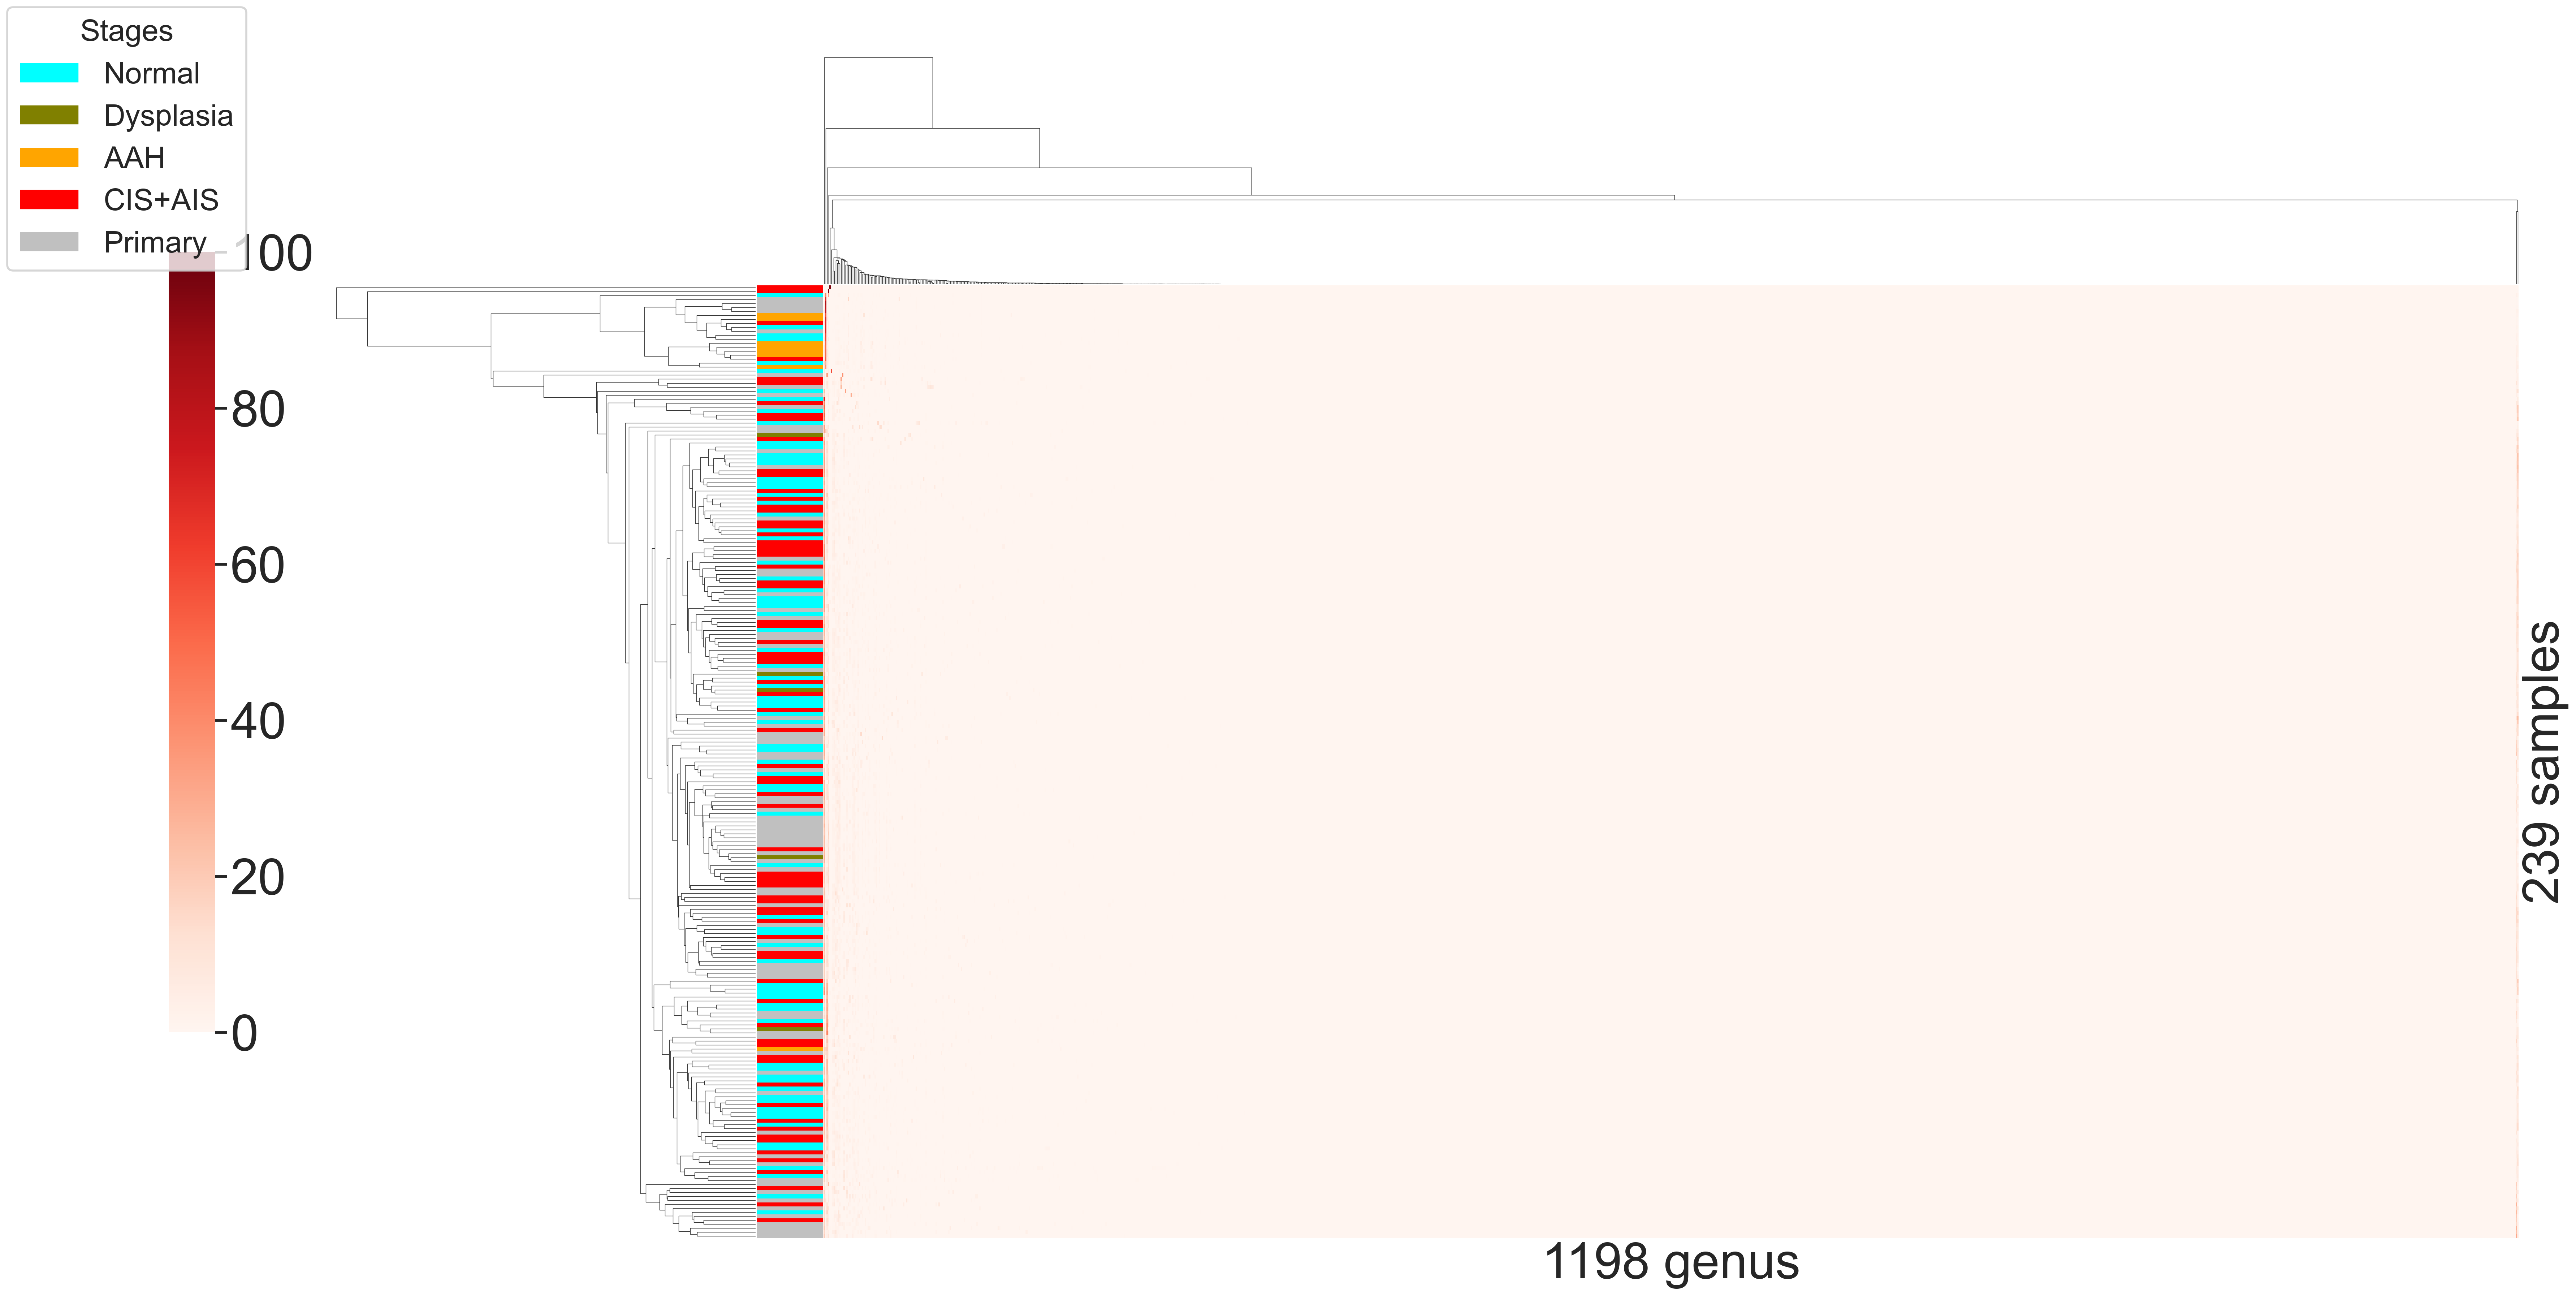 Stages
Normal
Dysplasia
AAH
CIS+AIS
Primary
100
80
60
40
20
0
239 samples
1198 genus